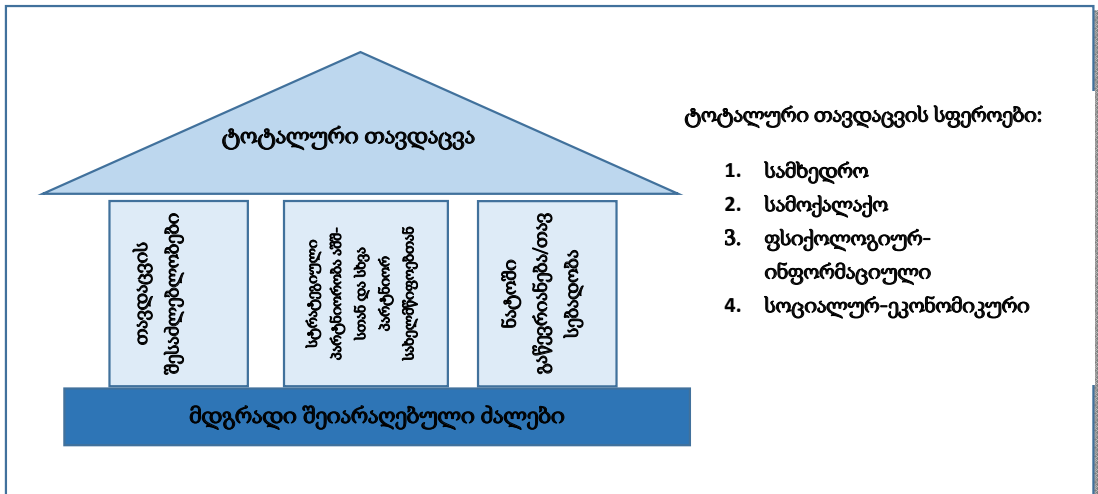 ტოტალური თავდაცვა
თავდაცვის
შესაძლებლობები
სტრატეგიული
პარტნიორობა აშშ-
სთან და სხვა
პარტნიორ
სახელმწიფოებთან
ნატოში
გაწევრიანება/თავ
სებადობა
მდგრადი შეიარაღებული ძალები
ტოტალური თავდაცვის სფეროები:
1. სამხედრო
2. სამოქალაქო
3. ფსიქოლოგიურ-
ინფორმაციული
4. სოციალურ-ეკონომიკური